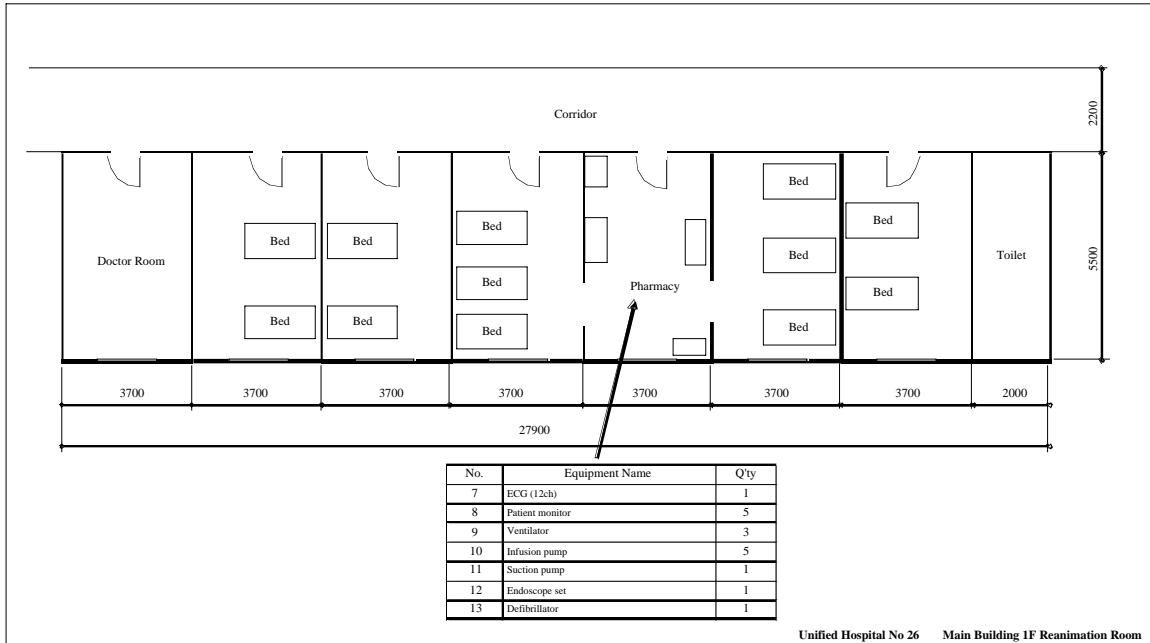 Corridor
2200
5500
Bed
Bed
Bed
Bed
Doctor Room
Bed
Bed
Bed
Toilet
Bed
Pharmacy
Bed
Bed
Bed
Bed
Bed
3700 3700 3700 3700 3700 3700 3700 2000
27900
No. Equipment Name Q'ty
7 ECG (12ch) 1
8 Patient monitor 5
9 Ventilator 3
10 Infusion pump 5
11 Suction pump 1
12 Endoscope set 1
13 Defibrillator 1
Unified Hospital No 26 Main Building 1F Reanimation Room